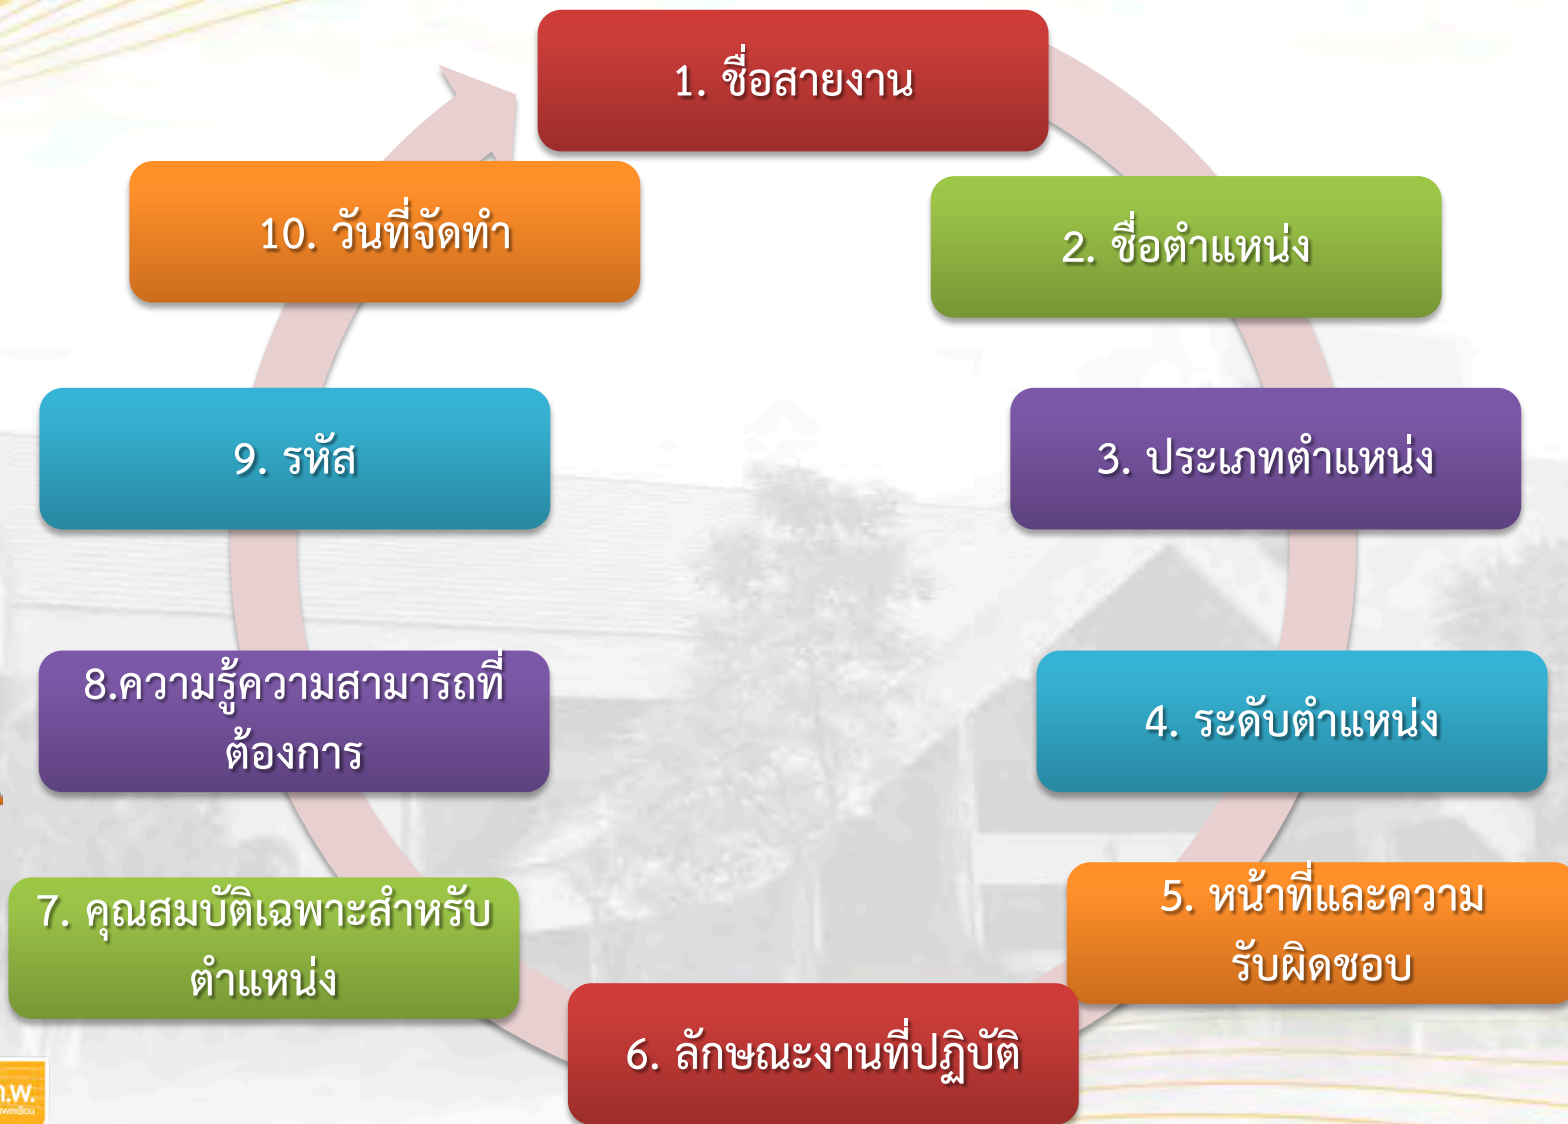 1. ชื่อสายงาน
2. ชื่อตำแหน่ง
3. ประเภทตำแหน่ง
4. ระดับตำแหน่ง
5. หน้าที่และความ
รับผิดชอบ
6. ลักษณะงานที่ปฏิบัติ
7. คุณสมบัติเฉพาะสำหรับ
ตำแหน่ง
8.ความรู้ความสามารถที่
ต้องการ
9. รหัส
10. วันที่จัดทำ